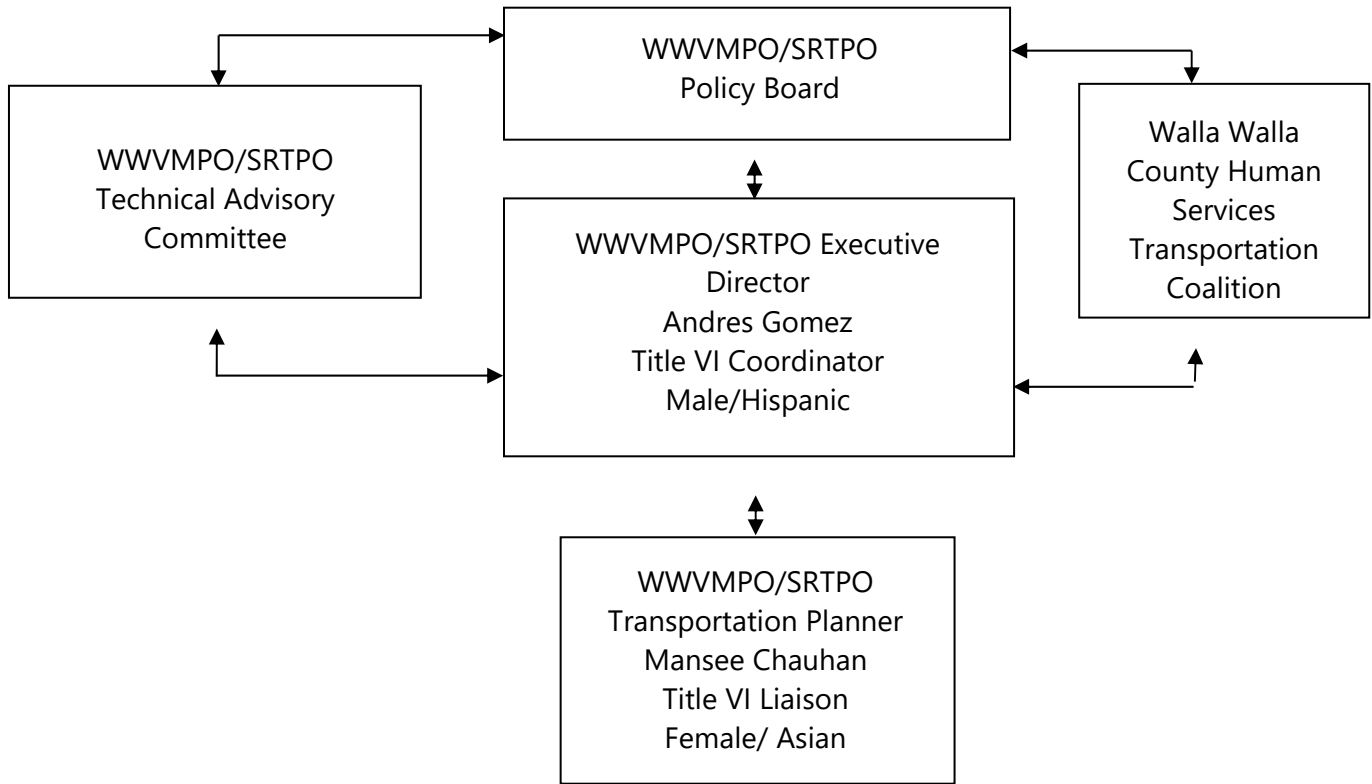 WWVMPO/SRTPO
Policy Board
WWVMPO/SRTPO
Technical Advisory
Committee
Walla Walla
County Human
Services
Transportation
Coalition
WWVMPO/SRTPO Executive
Director
Andres Gomez
Title VI Coordinator
Male/Hispanic
WWVMPO/SRTPO
Transportation Planner
Mansee Chauhan
Title VI Liaison
Female/ Asian